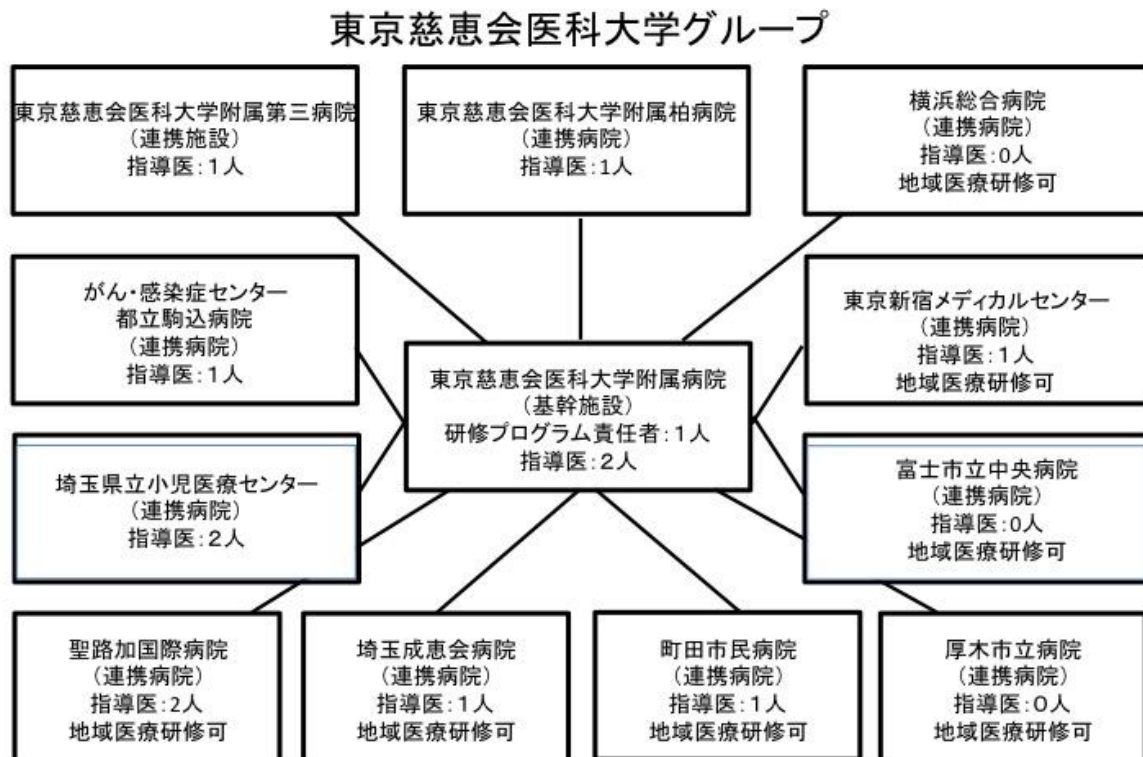 東京慈恵会医科大学グループ
東京慈恵会医科大学附属第三病院
(連携施設)
指導医:1人
東京慈恵会医科大学附属柏病院
(連携病院)
指導医:1人
横浜総合病院
(連携病院)
指導医:0人
地域医療研修可
がん・感染症センター
都立駒込病院
(連携病院)
指導医:1人
東京慈恵会医科大学附属病院
(基幹施設)
研修プログラム責任者:1人
指導医:2人
東京新宿メディカルセンター
(連携病院)
指導医:1人
地域医療研修可
埼玉県立小児医療センター
(連携病院)
指導医:2人
富士市立中央病院
(連携病院)
指導医:0人
地域医療研修可
聖路加国際病院
(連携病院)
指導医:2人
地域医療研修可
埼玉成恵会病院
(連携病院)
指導医:1人
地域医療研修可
町田市民病院
(連携病院)
指導医:1人
地域医療研修可
厚木市立病院
(連携病院)
指導医:0人
地域医療研修可